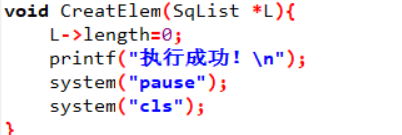 void CreatElem(SqList *L){
    L->length=0;
    printf("执行成功! \n");
    system("pause");
    system("cls");
}